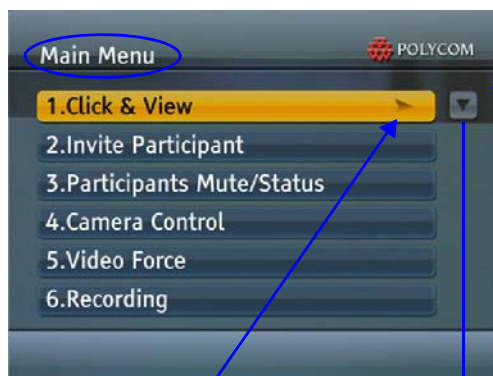 Main Menu POLYCOM
1.Click & View
2.Invite Participant
3.Participants Mute/Status
4.Camera Control
5.Video Force
6.Recording